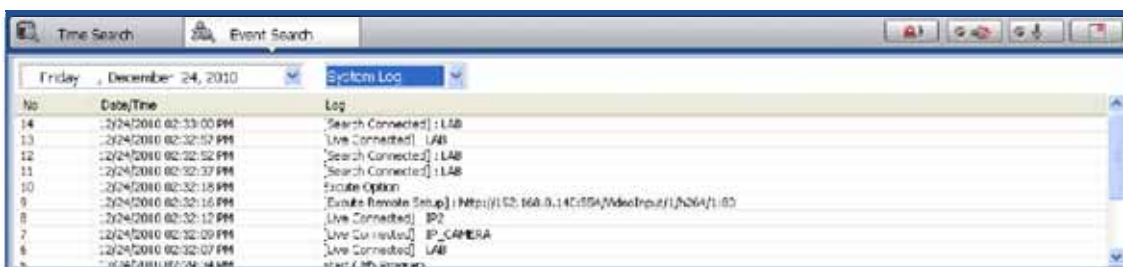 Time Search Event Search
Friday , December 24, 2010 System Log
No Date/Time Log
14 12/24/2010 02:33:00 PM [Search Connected] : LAB
13 12/24/2010 02:32:57 PM [Live Connected] LAB
12 12/24/2010 02:32:52 PM [Search Connected] : LAB
11 12/24/2010 02:32:37 PM [Search Connected] : LAB
10 12/24/2010 02:32:18 PM Excute Option
9 12/24/2010 02:32:16 PM [Excute Remote Setup] :
8 12/24/2010 02:32:12 PM [Live Connected] IP2
7 12/24/2010 02:32:09 PM [Live Connected] IP_CAMERA
6 12/24/2010 02:32:07 PM [Live Connected] LAB